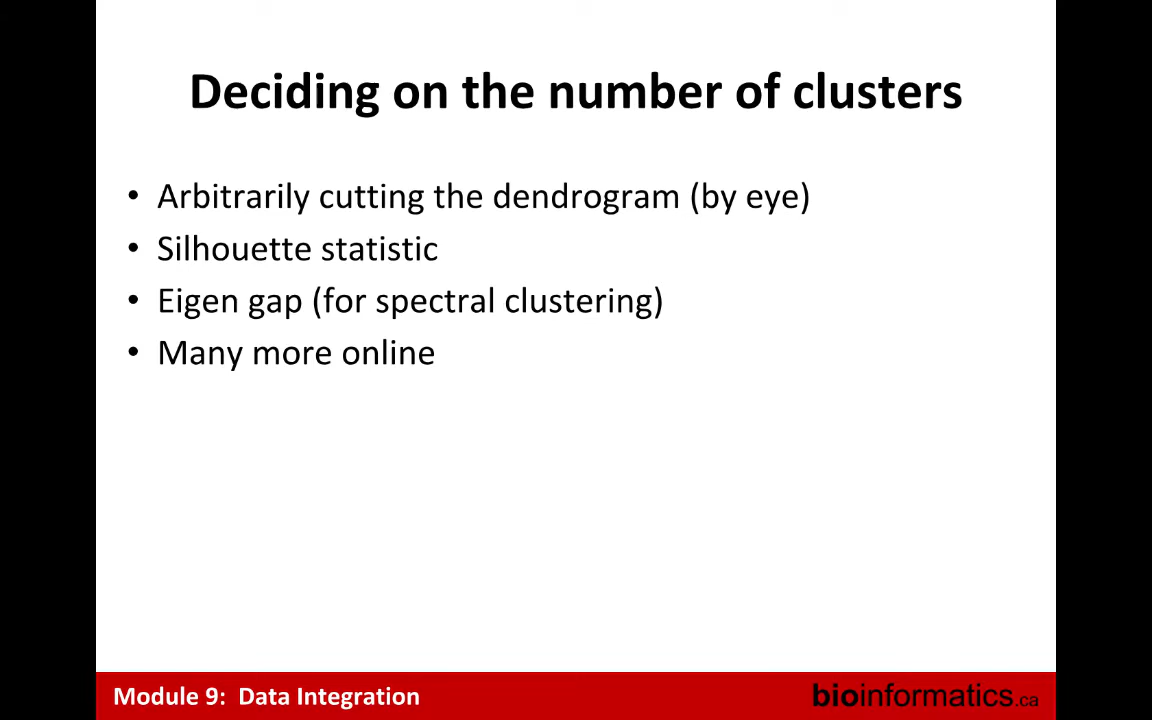 Deciding on the number of clusters
• Arbitrarily cutting the dendrogram (by eye)
• Silhouette statistic
• Eigen gap (for spectral clustering)
• Many more online
Module 9: Data Integration
bioinformatics.ca